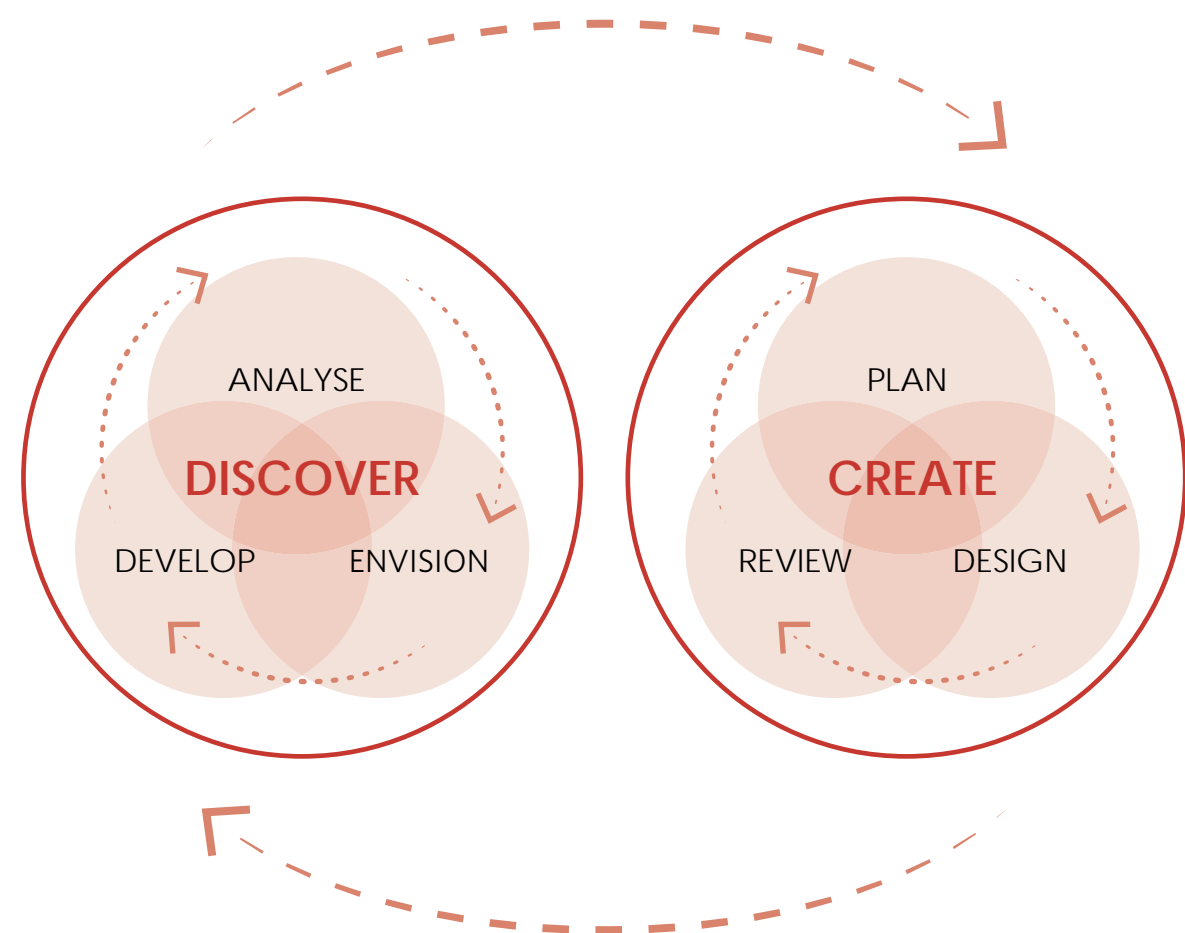 ANALYSE
DISCOVER
DEVELOP
ENVISION
PLAN
CREATE
REVIEW
DESIGN